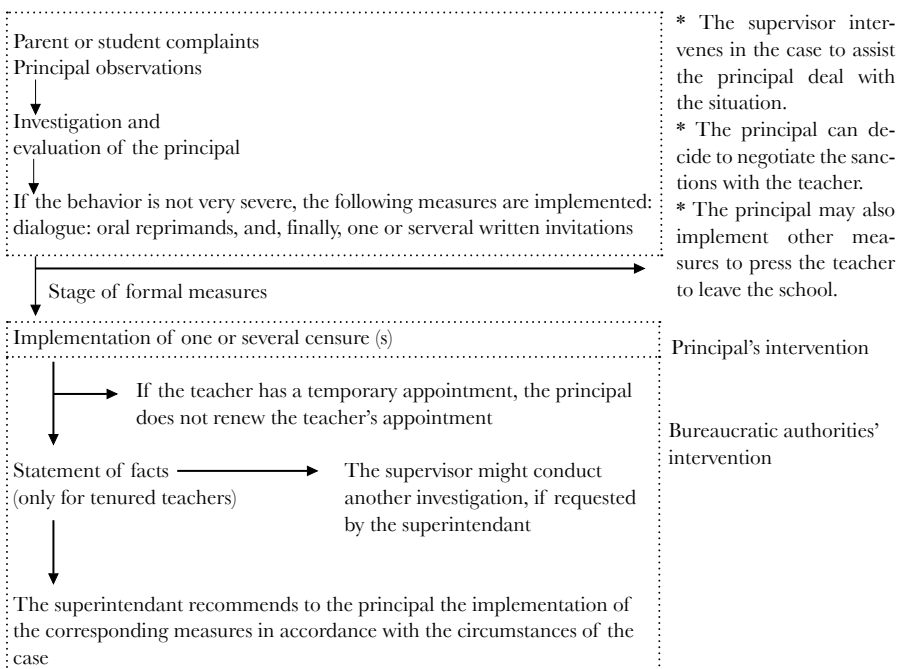 Parent or student complaints
Principal observations
Investigation and
evaluation of the principal
If the behavior is not very severe, the following measures are implemented:
dialogue: oral reprimands, and, finally, one or serveral written invitations
* The supervisor inter-
venes in the case to assist
the principal deal with
the situation.
* The principal can de-
cide to negotiate the sanc-
tions with the teacher.
* The principal may also
implement other mea-
sures to press the teacher
to leave the school.
Stage of formal measures
Implementation of one or several censure (s)
Principal's intervention
If the teacher has a temporary appointment, the principal
does not renew the teacher's appointment
Bureaucratic authorities'
intervention
Statement of facts
(only for tenured teachers)
The supervisor might conduct
another investigation, if requested
by the superintendant
The superintendant recommends to the principal the implementation of
the corresponding measures in accordance with the circumstances of the
case